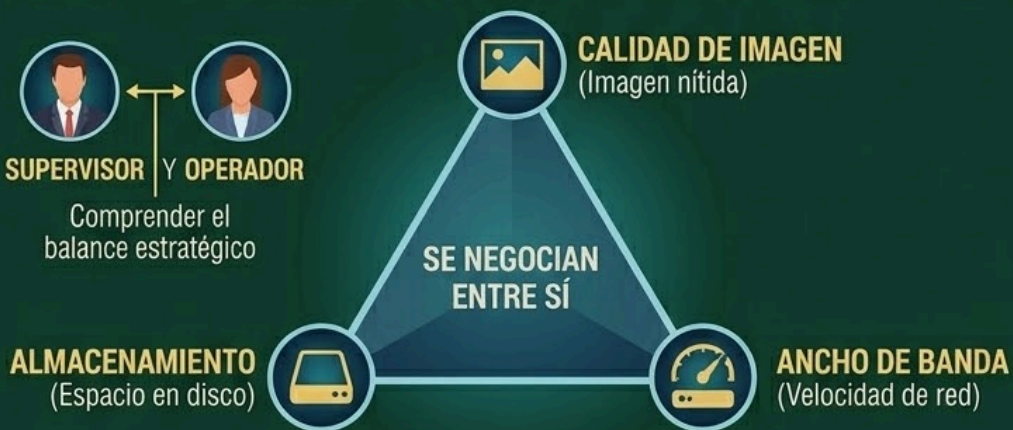 CALIDAD DE IMAGEN
(Imagen nítida)
SUPERVISOR Y OPERADOR
Comprender el
balance estratégico
SE NEGOCIAN
ENTRE SÍ
ALMACENAMIENTO
(Espacio en disco)
ANCHO DE BANDA
(Velocidad de red)